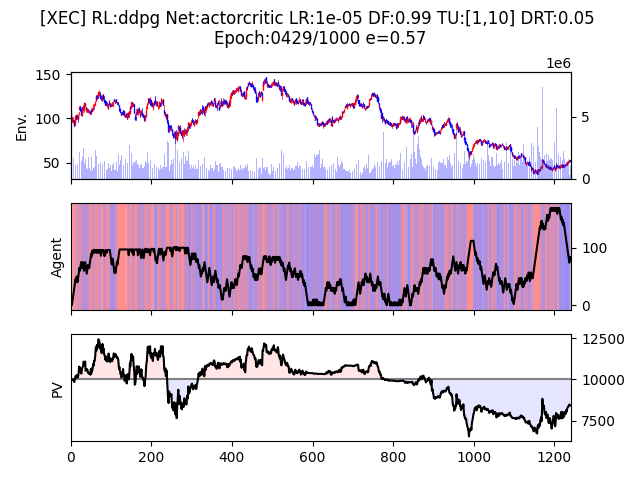 [XEC] RL:ddpg Net:actorcritic LR:1e-05 DF:0.99 TU:[1,10] DRT:0.05
Epoch:0429/1000 e=0.57
1e6
150
100
50
Env.
5
0
Agent
100
0
PV
12500
10000
7500
0 200 400 600 800 1000 1200